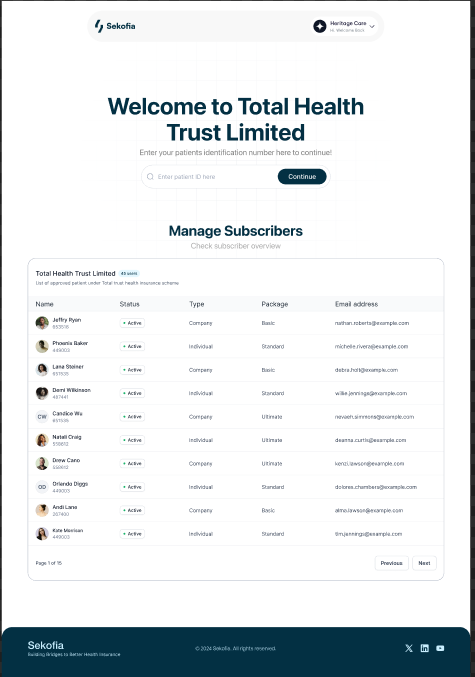 Sekofia
Heritage Care
Hi, Welcome back
Welcome to Total Health
Trust Limited
Enter your patients identification number here to continue!
Enter patient ID here
Continue
Manage Subscribers
Check subscriber overview
Total Health Trust Limited 46 users
List of approved patient under Total trust health insurance scheme
Name Status Type Package Email address
Jeffry Ryan Active Company Basic nathan.roberts@example.com
Phoenix Baker Active Individual Standard michelle.rivera@example.com
449003
Lana Steiner Active Company Basic debra.holt@example.com
Demi Wilkinson Active Individual Standard willie.jennings@example.com
467441
CW Candice Wu Active Company Ultimate nevaeh.simmons@example.com
Natali Craig Active Individual Ultimate deanna.curtis@example.com
Drew Cano Active Company Ultimate kenzi.lawson@example.com
OD Orlando Diggs Active Individual Standard dolores.chambers@example.com
449003
Andi Lane Active Company Basic alma.lawson@example.com
Kate Morrison Active Individual Standard tim.jennings@example.com
449003
Page 1 of 15
Previous Next
Sekofia
Building Bridges to Better Health Insurance
© 2024 Sekofia. All rights reserved.